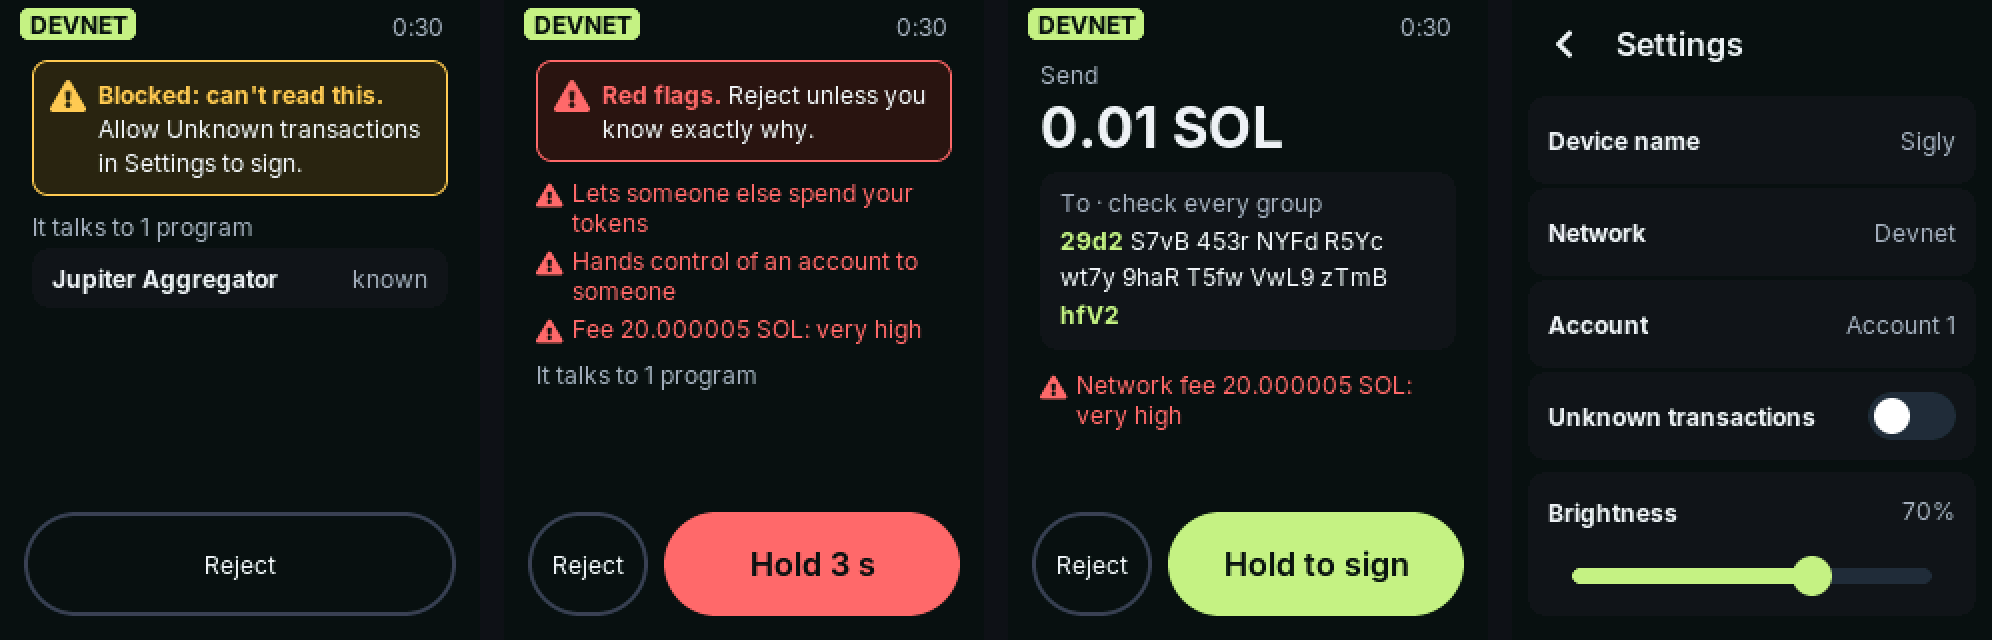 DEVNET 0:30
Blocked: can't read this.
Allow Unknown transactions
in Settings to sign.
It talks to 1 program
Jupiter Aggregator known
Reject
DEVNET 0:30
Red flags. Reject unless you
know exactly why.
Lets someone else spend your
tokens
Hands control of an account to
someone
Fee 20.000005 SOL: very high
It talks to 1 program
Reject Hold 3 s
DEVNET 0:30
Send
0.01 SOL
To · check every group
29d2 S7vB 453r NYFd R5Yc
wt7y 9haR T5fw VwL9 zTmB
hfV2
Network fee 20.000005 SOL:
very high
Reject Hold to sign
Settings
Device name Sigly
Network Devnet
Account Account 1
Unknown transactions
Brightness 70%